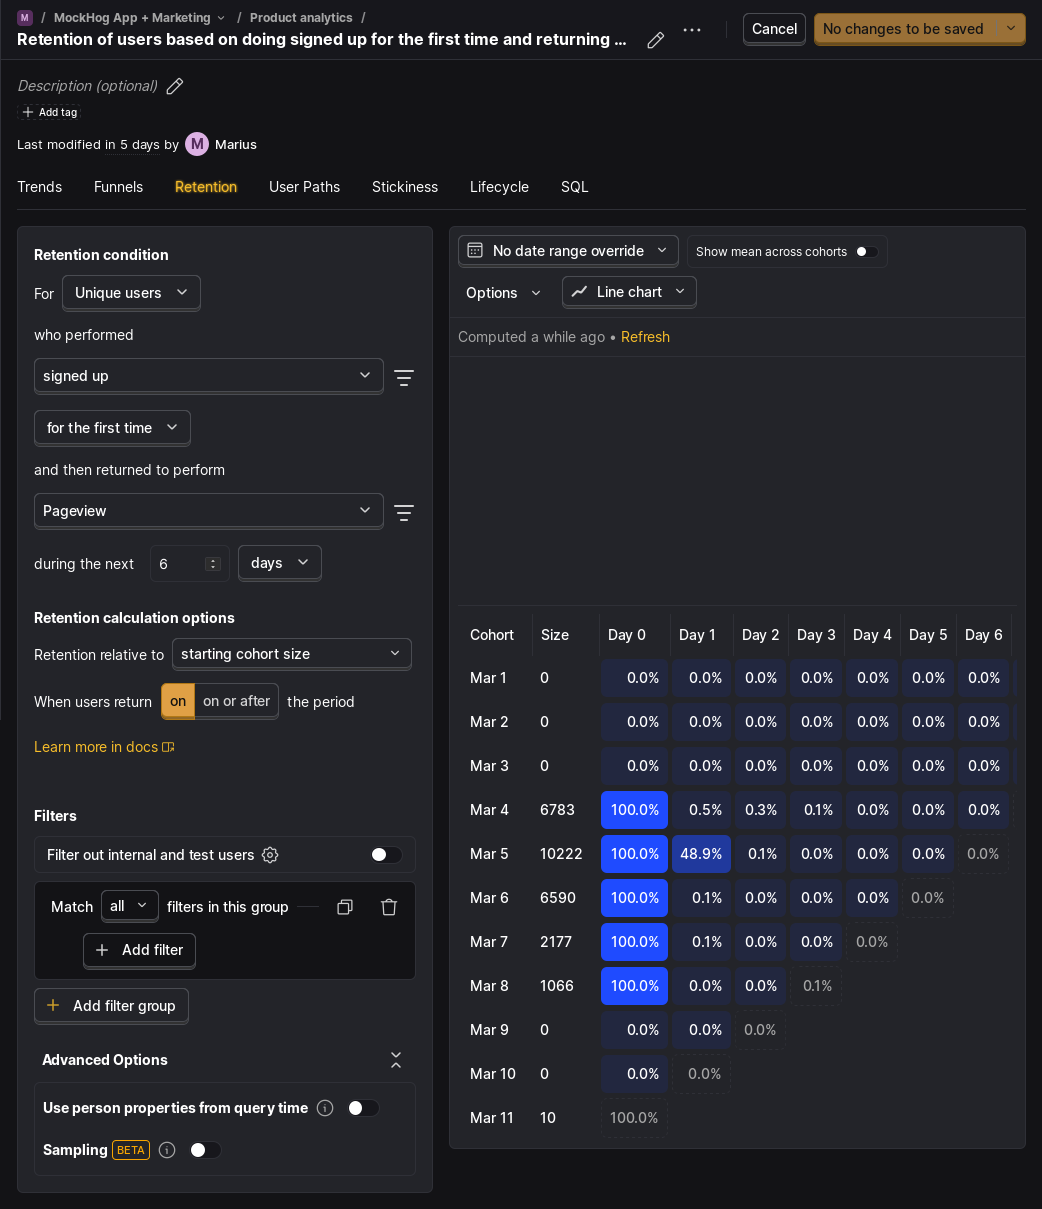 M / MockHog App + Marketing / Product analytics /
Retention of users based on doing signed up for the first time and returning ...
Cancel
No changes to be saved
Description (optional)
Add tag
Last modified in 5 days by M Marius
Trends Funnels Retention User Paths Stickiness Lifecycle SQL
Retention condition
For Unique users
who performed
signed up
for the first time
and then returned to perform
Pageview
during the next 6 days
Retention calculation options
Retention relative to starting cohort size
When users return on on or after the period
Learn more in docs
Filters
Filter out internal and test users
Match all filters in this group
Add filter
Add filter group
Advanced Options
Use person properties from query time
Sampling BETA
No date range override Show mean across cohorts
Options Line chart
Computed a while ago • Refresh
Cohort Size Day 0 Day 1 Day 2 Day 3 Day 4 Day 5 Day 6
Mar 1 0 0.0% 0.0% 0.0% 0.0% 0.0% 0.0% 0.0%
Mar 2 0 0.0% 0.0% 0.0% 0.0% 0.0% 0.0% 0.0%
Mar 3 0 0.0% 0.0% 0.0% 0.0% 0.0% 0.0% 0.0%
Mar 4 6783 100.0% 0.5% 0.3% 0.1% 0.0% 0.0% 0.0%
Mar 5 10222 100.0% 48.9% 0.1% 0.0% 0.0% 0.0% 0.0%
Mar 6 6590 100.0% 0.1% 0.0% 0.0% 0.0% 0.0%
Mar 7 2177 100.0% 0.1% 0.0% 0.0% 0.0%
Mar 8 1066 100.0% 0.0% 0.0% 0.1%
Mar 9 0 0.0% 0.0% 0.0%
Mar 10 0 0.0% 0.0%
Mar 11 10 100.0%